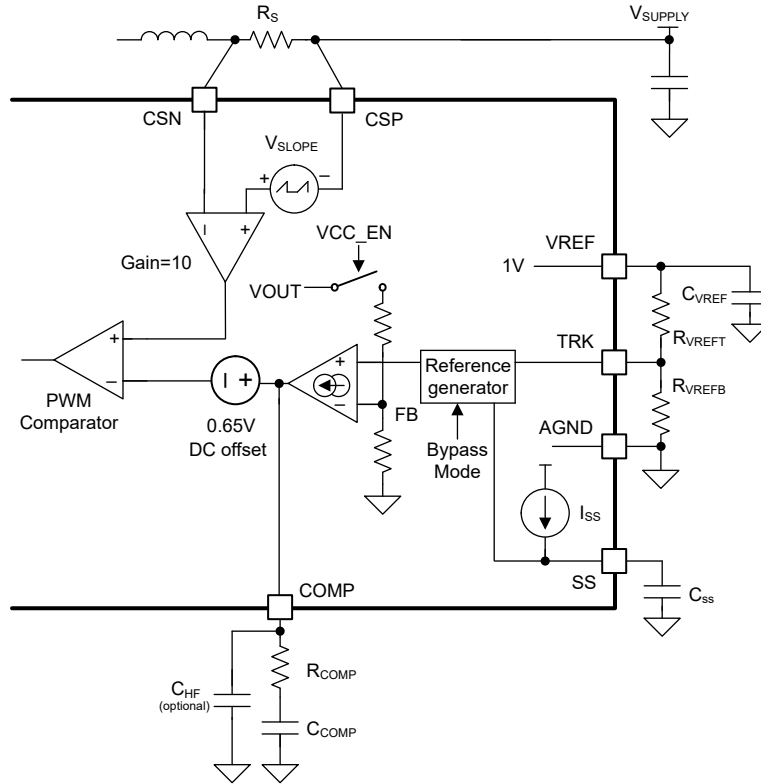 RS
VSUPPLY
CSN
CSP
VSLOPE
+
−
−
+
Gain=10
VCC_EN
VOUT
VREF
1V
CVREF
RVREFT
TRK
RVREFB
AGND
Reference
generator
Bypass
Mode
+
−
FB
+
−
PWM
Comparator
− +
0.65V
DC offset
ISS
SS
Css
COMP
RCOMP
CHF
(optional)
CCOMP